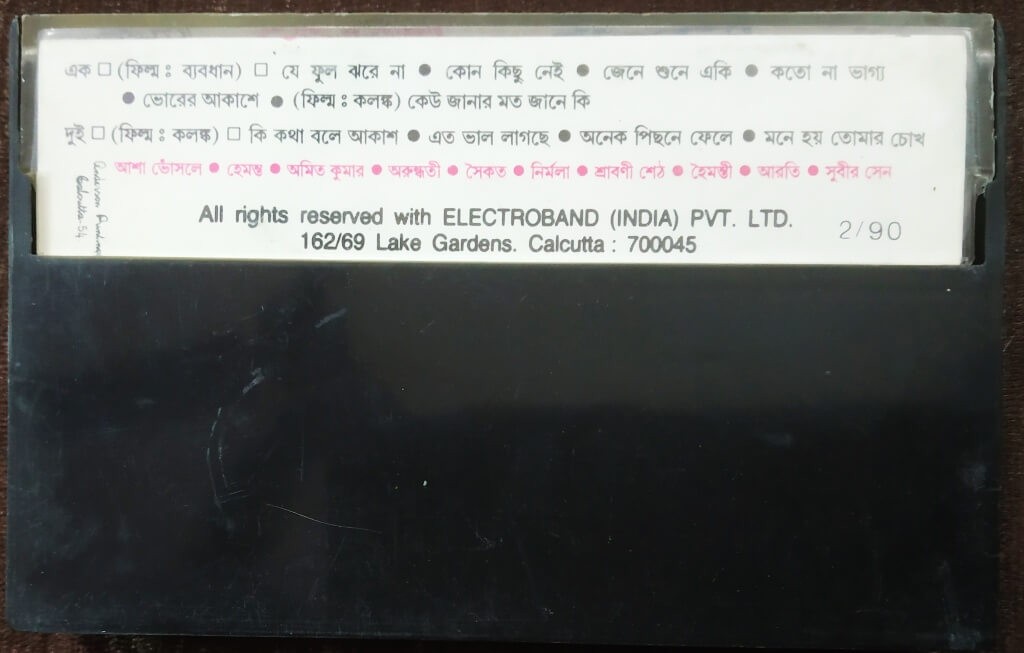 এক □ (ফিল্ম : ব্যবধান) □ যে ফুল ঝরে না ● কোন কিছু নেই ● জেনে শুনে একি ● কতো না ভাগ্য
● ভোরের আকাশে ● (ফিল্ম : কলঙ্ক) কেউ জানার মত জানে কি
দুই □ (ফিল্ম : কলঙ্ক) □ কি কথা বলে আকাশ ● এত ভাল লাগছে ● অনেক পিছনে ফেলে ● মনে হয় তোমার চোখ
আশা ভোঁসলে ● হেমন্ত ● অমিত কুমার ● অরুন্ধতী ● সৈকত ● নির্মলা ● শ্রাবণী শেঠ ● হৈমন্তী ● আরতি ● সুবীর সেন
All rights reserved with ELECTROBAND (INDIA) PVT. LTD.
162/69 Lake Gardens. Calcutta : 700045
2/90
Calcutta-54